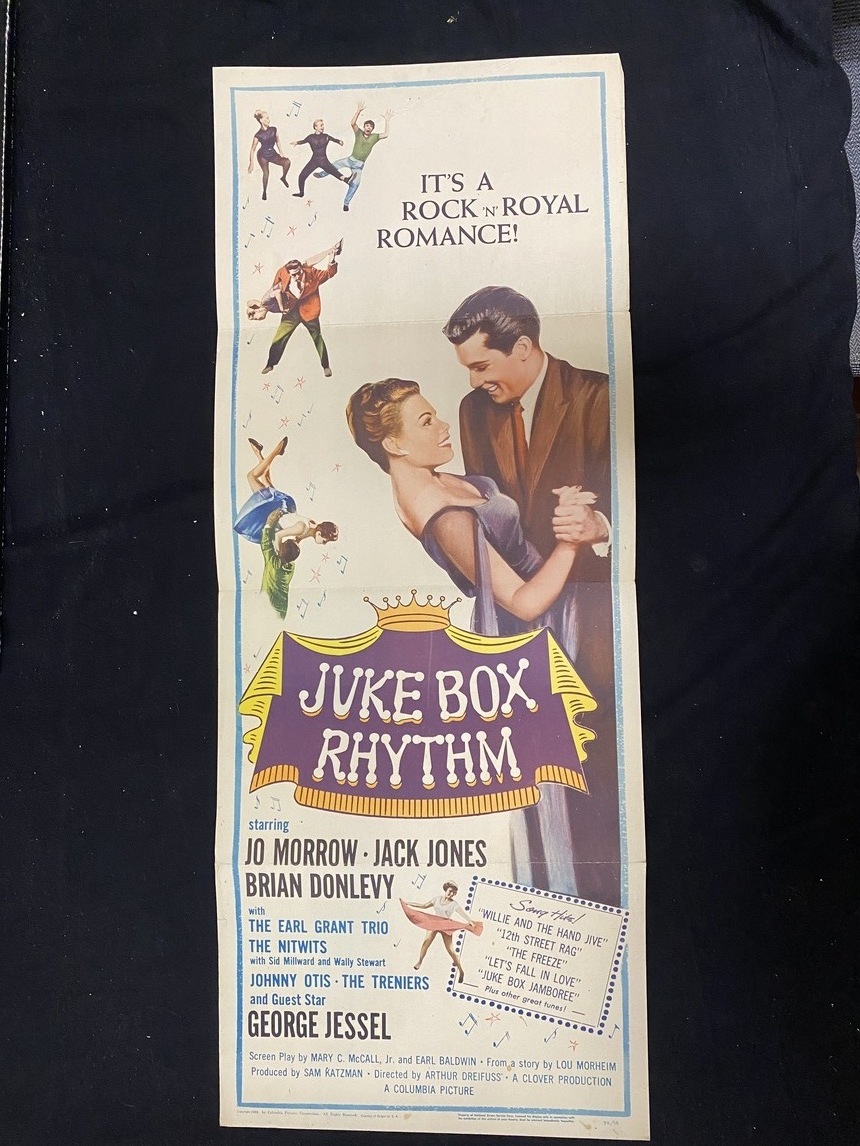 IT'S A
ROCK 'N' ROYAL
ROMANCE!
JUKE BOX
RHYTHM
starring
JO MORROW · JACK JONES
BRIAN DONLEVY
with
THE EARL GRANT TRIO
THE NITWITS
with Sid Millward and Wally Stewart
JOHNNY OTIS · THE TRENIERS
and Guest Star
GEORGE JESSEL
Song Hits!
"WILLIE AND THE HAND JIVE"
"12th STREET RAG"
"THE FREEZE"
"LET'S FALL IN LOVE"
"JUKE BOX JAMBOREE"
Plus other great tunes!
Screen Play by MARY C. McCALL, Jr. and EARL BALDWIN · From a story by LOU MORHEIM
Produced by SAM KATZMAN · Directed by ARTHUR DREIFUSS · A CLOVER PRODUCTION
A COLUMBIA PICTURE